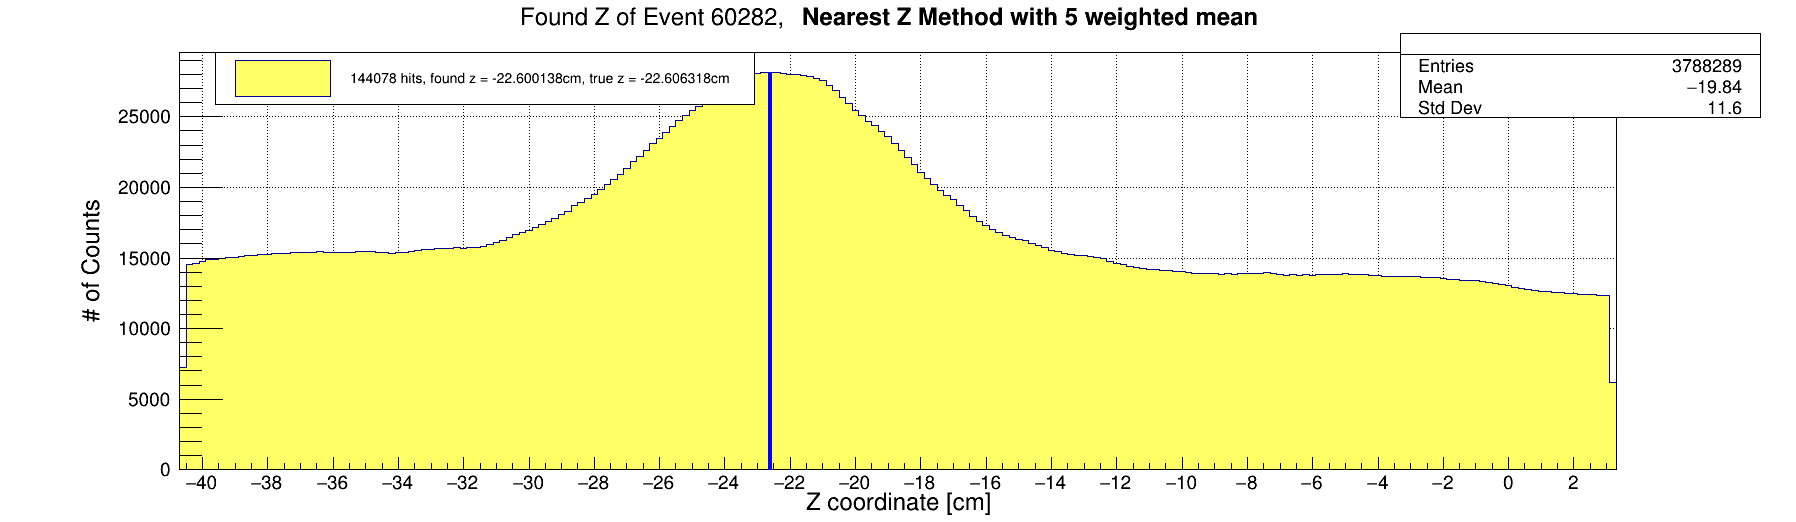 Found Z of Event 60282, Nearest Z Method with 5 weighted mean
144078 hits, found z = -22.600138cm, true z = -22.606318cm
Entries 3788289
Mean −19.84
Std Dev 11.6
# of Counts
25000
20000
15000
10000
5000
0
−40 −38 −36 −34 −32 −30 −28 −26 −24 −22 −20 −18 −16 −14 −12 −10 −8 −6 −4 −2 0 2
Z coordinate [cm]